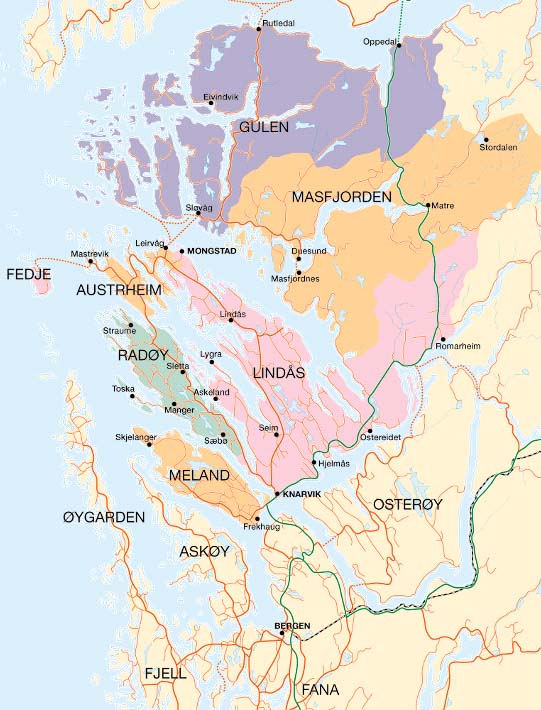 Rutledal
Oppedal
Eivindvik
GULEN
Stordalen
MASFJORDEN
Matre
Sløvåg
Leirvåg
MONGSTAD
Duesund
Mastrevik
Masfjordnes
FEDJE
AUSTRHEIM
Lindås
Straume
Romarheim
RADØY
Lygra
Sletta
LINDÅS
Toska
Askeland
Manger
Seim
Skjelanger
Sæbø
Ostereidet
Hjelmås
MELAND
KNARVIK
OSTERØY
ØYGARDEN
Frekhaug
ASKØY
BERGEN
FJELL
FANA